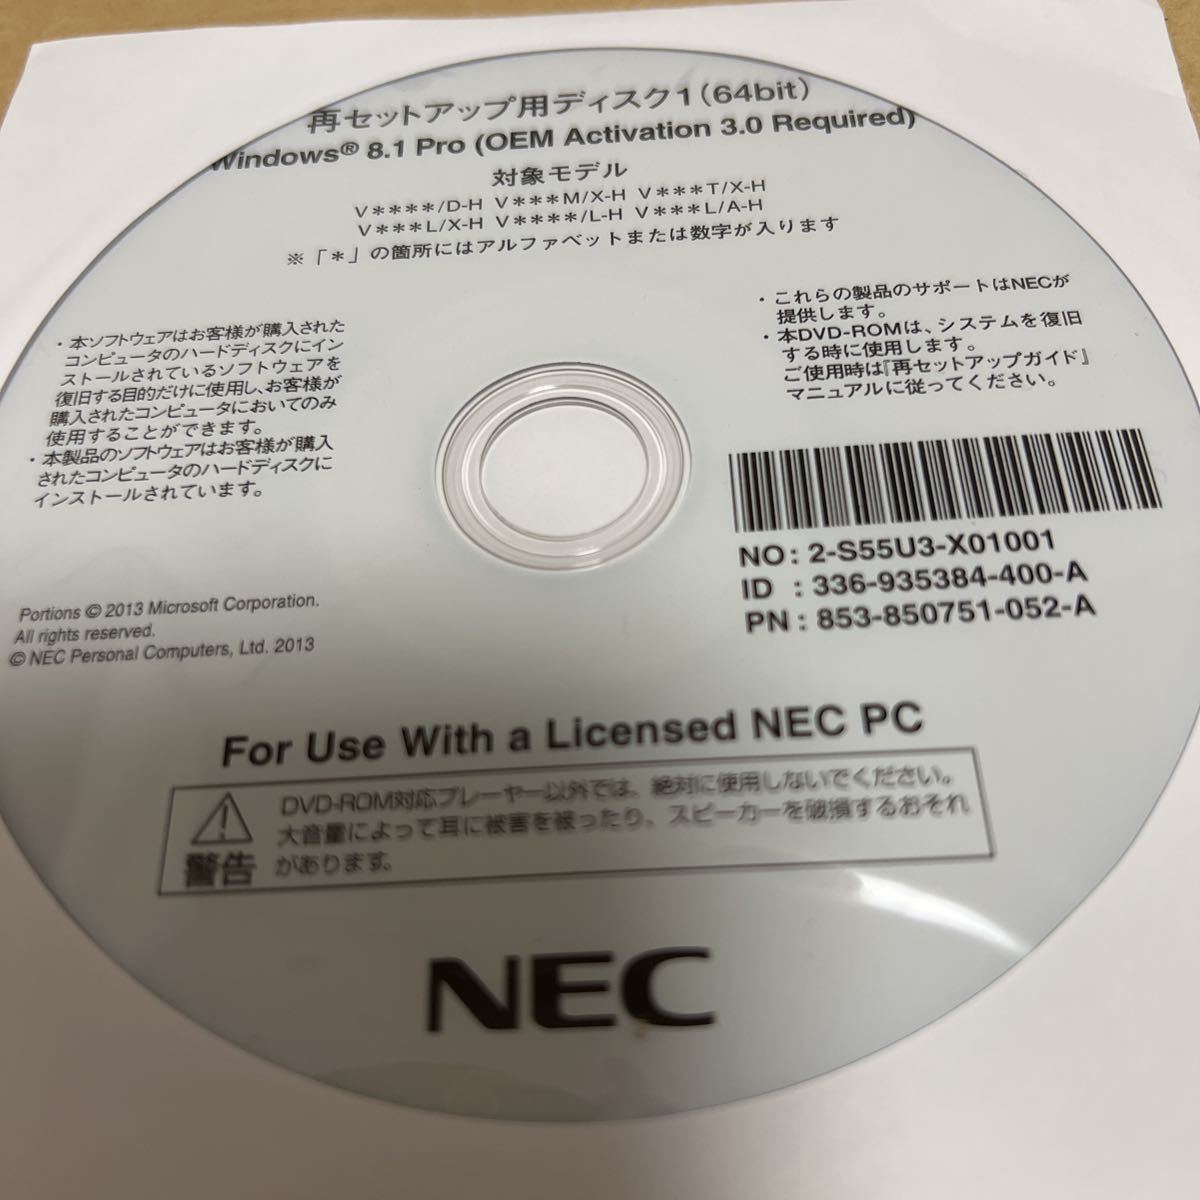 再セットアップ用ディスク1(64bit)
Windows® 8.1 Pro (OEM Activation 3.0 Required)
対象モデル
V****/D-H V***M/X-H V***T/X-H
V***L/X-H V****/L-H V***L/A-H
※「*」の箇所にはアルファベットまたは数字が入ります
・本ソフトウェアはお客様が購入された
コンピュータのハードディスクにイン
ストールされているソフトウェアを
復旧する目的だけに使用し、お客様が
購入されたコンピュータにおいてのみ
使用することができます。
・本製品のソフトウェアはお客様が購入
されたコンピュータのハードディスクに
インストールされています。
・これらの製品のサポートはNECが
提供します。
・本DVD-ROMは、システムを復旧
する時に使用します。
ご使用時は『再セットアップガイド』
マニュアルに従ってください。
NO: 2-S55U3-X01001
ID : 336-935384-400-A
PN : 853-850751-052-A
Portions © 2013 Microsoft Corporation.
All rights reserved.
© NEC Personal Computers, Ltd. 2013
For Use With a Licensed NEC PC
警告
DVD-ROM対応プレーヤー以外では、絶対に使用しないでください。
大音量によって耳に被害を被ったり、スピーカーを破損するおそれ
があります。
NEC